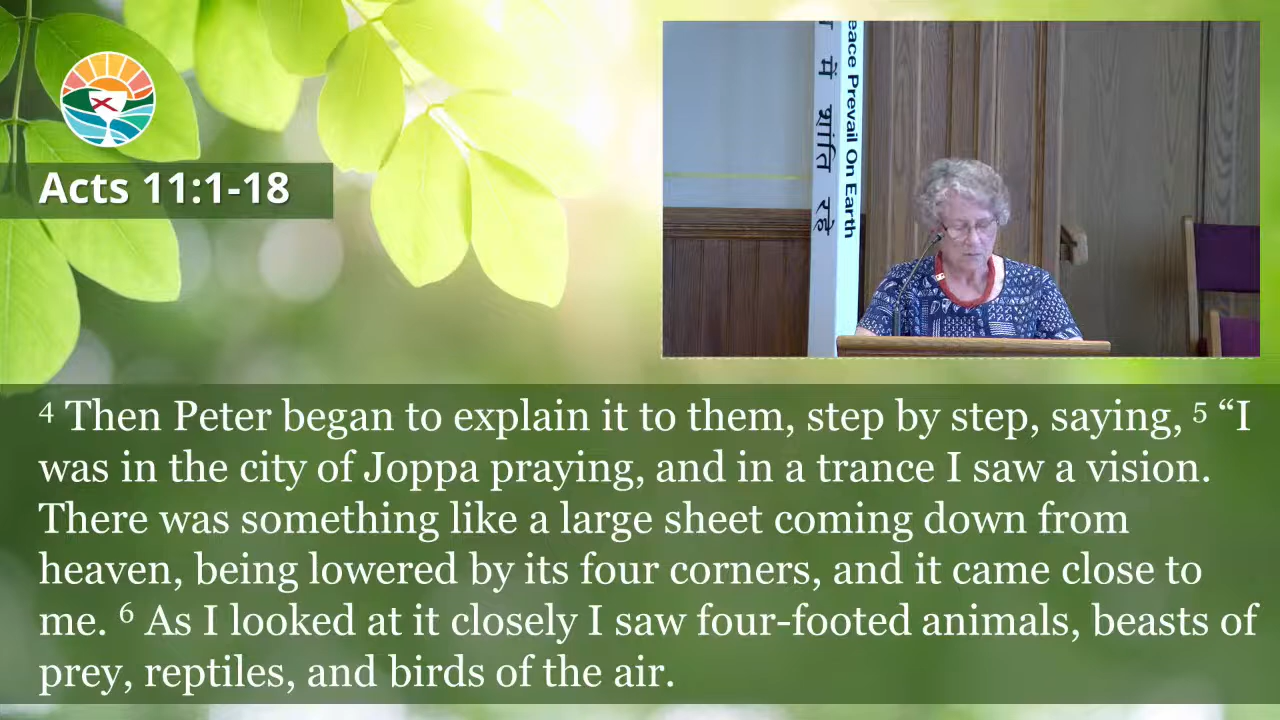 Acts 11:1-18
में शांति रहे
eace Prevail On Earth
4 Then Peter began to explain it to them, step by step, saying, 5 “I
was in the city of Joppa praying, and in a trance I saw a vision.
There was something like a large sheet coming down from
heaven, being lowered by its four corners, and it came close to
me. 6 As I looked at it closely I saw four-footed animals, beasts of
prey, reptiles, and birds of the air.